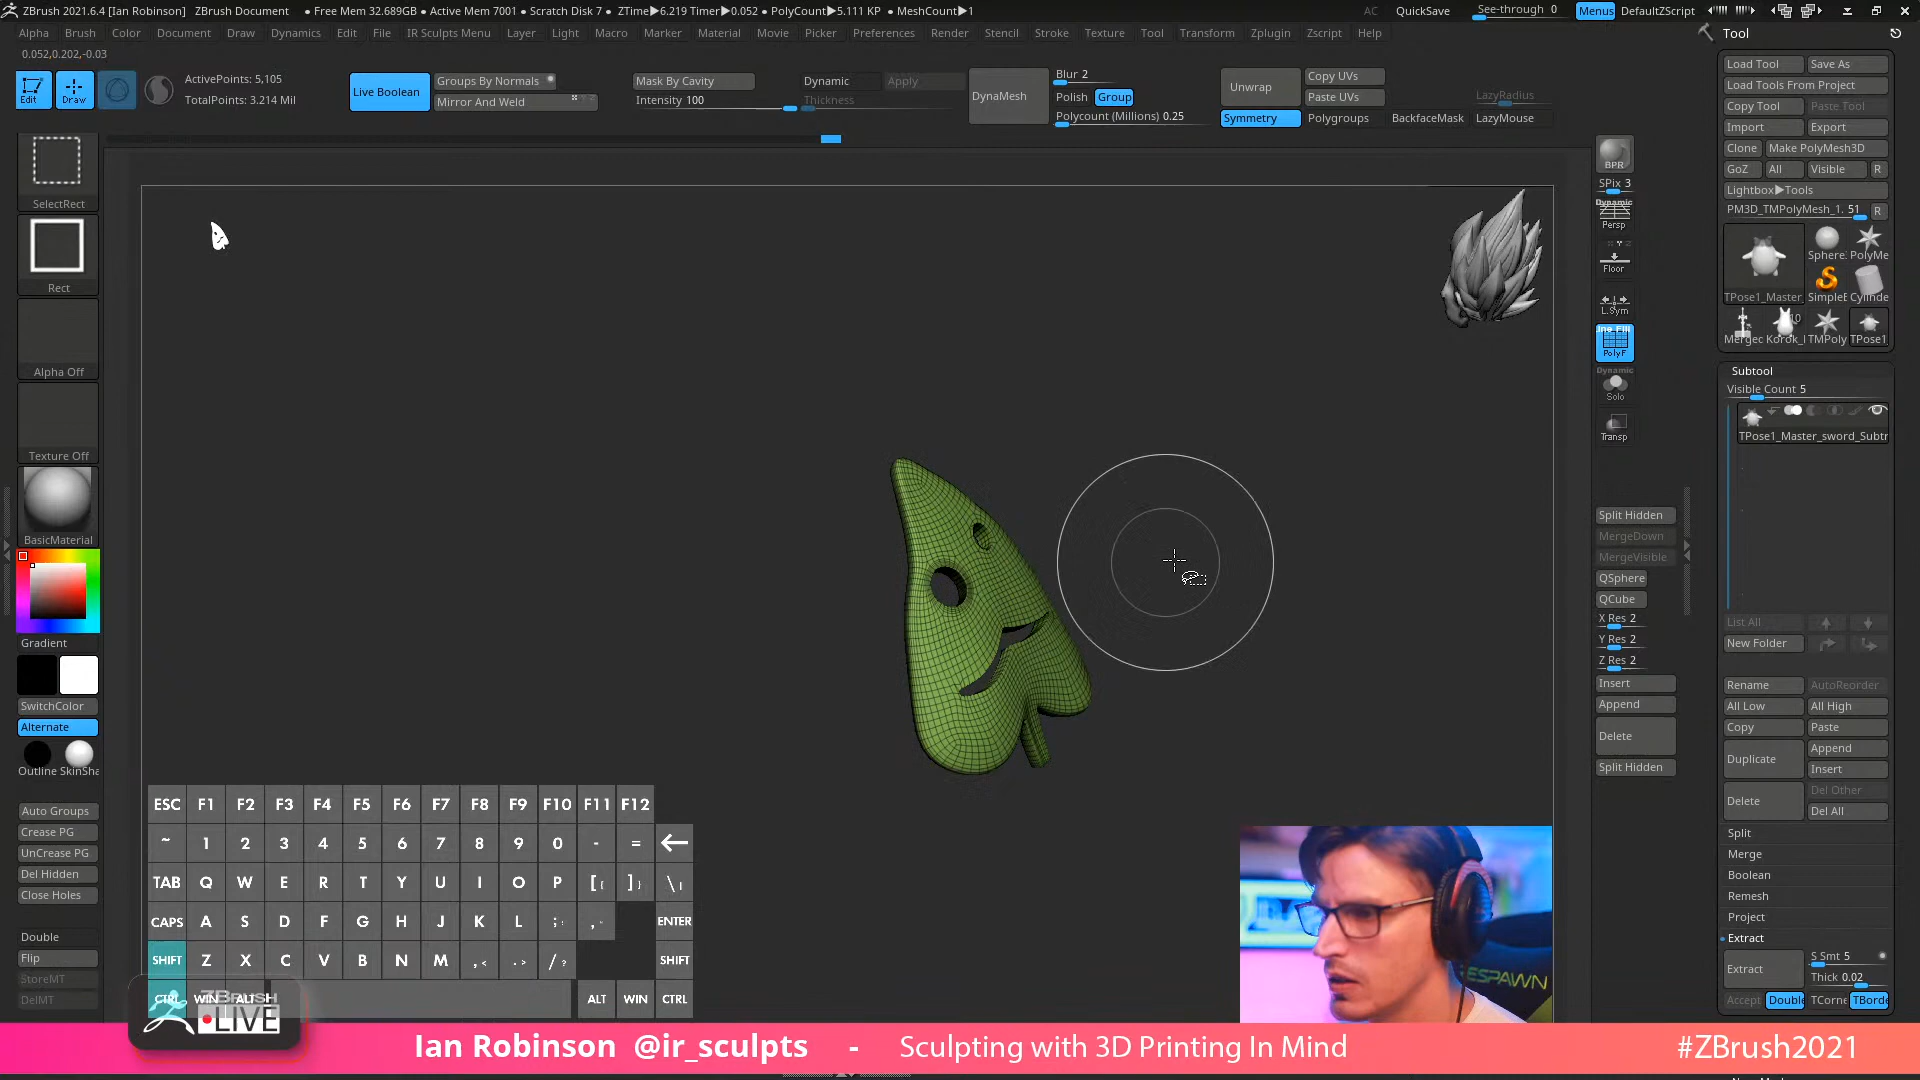 ZBrush 2021.6.4 [Ian Robinson] ZBrush Document • Free Mem 32.689GB • Active Mem 7001 • Scratch Disk 7 • ZTime▶6.219 Timer▶0.052 • PolyCount▶5.111 KP • MeshCount▶1 AC QuickSave See-through 0 Menus DefaultZScript
Alpha Brush Color Document Draw Dynamics Edit File IR Sculpts Menu Layer Light Macro Marker Material Movie Picker Preferences Render Stencil Stroke Texture Tool Transform Zplugin Zscript Help
0.052,0.202,-0.03
Edit Draw
ActivePoints: 5,105
TotalPoints: 3.214 Mil
Live Boolean
Groups By Normals
Mirror And Weld
Mask By Cavity
Intensity 100
Dynamic Apply
Thickness
DynaMesh
Blur 2
Polish Group
Polycount (Millions) 0.25
Unwrap
Copy UVs
Paste UVs
Symmetry Polygroups BackfaceMask
LazyRadius
LazyMouse
SelectRect
Rect
Alpha Off
Texture Off
BasicMaterial
Gradient
SwitchColor
Alternate
Outline SkinSha
Auto Groups
Crease PG
UnCrease PG
Del Hidden
Close Holes
Double
Flip
StoreMT
DelMT
BPR
SPix 3
Dynamic
Persp
Floor
L.Sym
Line Fill
PolyF
Dynamic
Solo
Transp
Split Hidden
MergeDown
MergeVisible
QSphere
QCube
X Res 2
Y Res 2
Z Res 2
Insert
Append
Delete
Split Hidden
Tool
Load Tool Save As
Load Tools From Project
Copy Tool Paste Tool
Import Export
Clone Make PolyMesh3D
GoZ All Visible R
Lightbox▶Tools
PM3D_TMPolyMesh_1. 51 R
TPose1_Master Sphere. PolyMe
SimpleB Cylinde
10
Mergec Korok_ TMPoly TPose1
Subtool
Visible Count 5
TPose1_Master_sword_Subtr
List All
New Folder
Rename AutoReorder
All Low All High
Copy Paste
Duplicate Append
Insert
Delete Del Other
Del All
Split
Merge
Boolean
Remesh
Project
Extract
Extract S Smt 5
Thick 0.02
Accept Double TCorne TBorde
ESC F1 F2 F3 F4 F5 F6 F7 F8 F9 F10 F11 F12
~ 1 2 3 4 5 6 7 8 9 0 - = ←
TAB Q W E R T Y U I O P [ { ] } \ |
CAPS A S D F G H J K L ; : ENTER
SHIFT Z X C V B N M , < . > / ? SHIFT
CTRL WIN ALT ALT WIN CTRL
ZBRUSH
LIVE
ESPAWN
Ian Robinson @ir_sculpts - Sculpting with 3D Printing In Mind #ZBrush2021